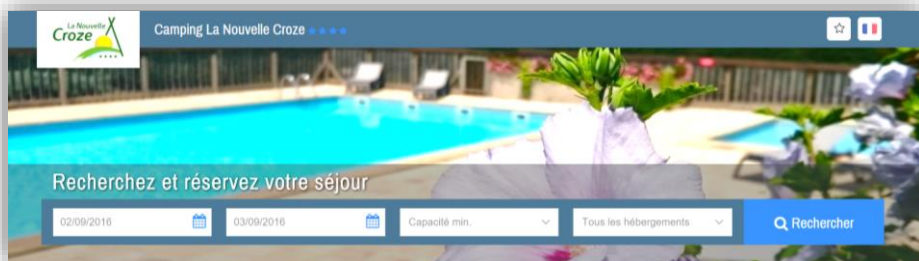 La Nouvelle
Croze
Camping La Nouvelle Croze
Recherchez et réservez votre séjour
02/09/2016
03/09/2016
Capacité min.
Tous les hébergements
Rechercher